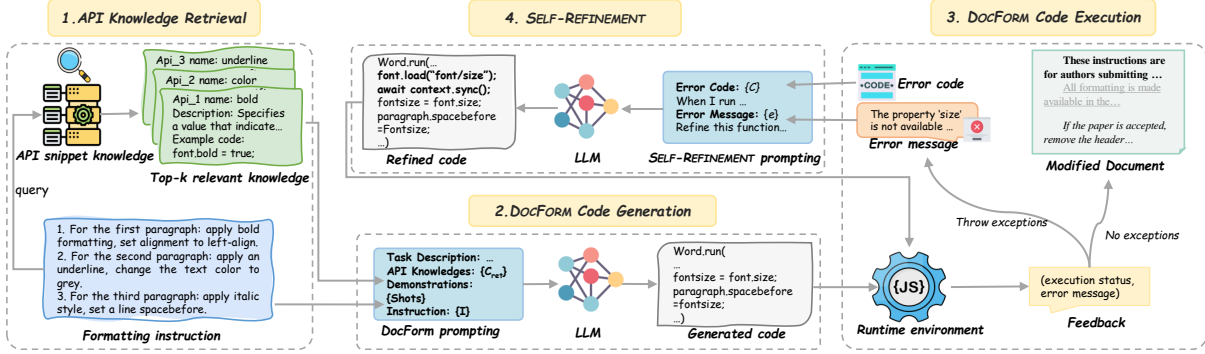 1. API Knowledge Retrieval
Api_3 name: underline
Api_2 name: color
Api_1 name: bold
Description: Specifies
a value that indicate...
Example code:
font.bold = true;
API snippet knowledge
Top-k relevant knowledge
query
1. For the first paragraph: apply bold
formatting, set alignment to left-align.
2. For the second paragraph: apply an
underline, change the text color to
grey.
3. For the third paragraph: apply italic
style, set a line spacebefore.
Formatting instruction
4. SELF-REFINEMENT
Word.run(...
font.load("font/size");
await context.sync();
fontsize = font.size;
paragraph.spacebefore
=Fontsize;
...)
Refined code
LLM
Error Code: {C}
When I run ...
Error Message: {e}
Refine this function...
SELF-REFINEMENT prompting
2.DOCFORM Code Generation
Task Description: ...
API Knowledges: {Cret}
Demonstrations:
{Shots}
Instruction: {I}
DocForm prompting
LLM
Word.run(
...
fontsize = font.size;
paragraph.spacebefore
=fontsize;
...)
Generated code
3. DOCFORM Code Execution
CODE
Error code
The property 'size'
is not available ...
Error message
These instructions are
for authors submitting ...
All formatting is made
available in the...
If the paper is accepted,
remove the header...
Modified Document
Throw exceptions
No exceptions
{JS}
Runtime environment
(execution status,
error message)
Feedback